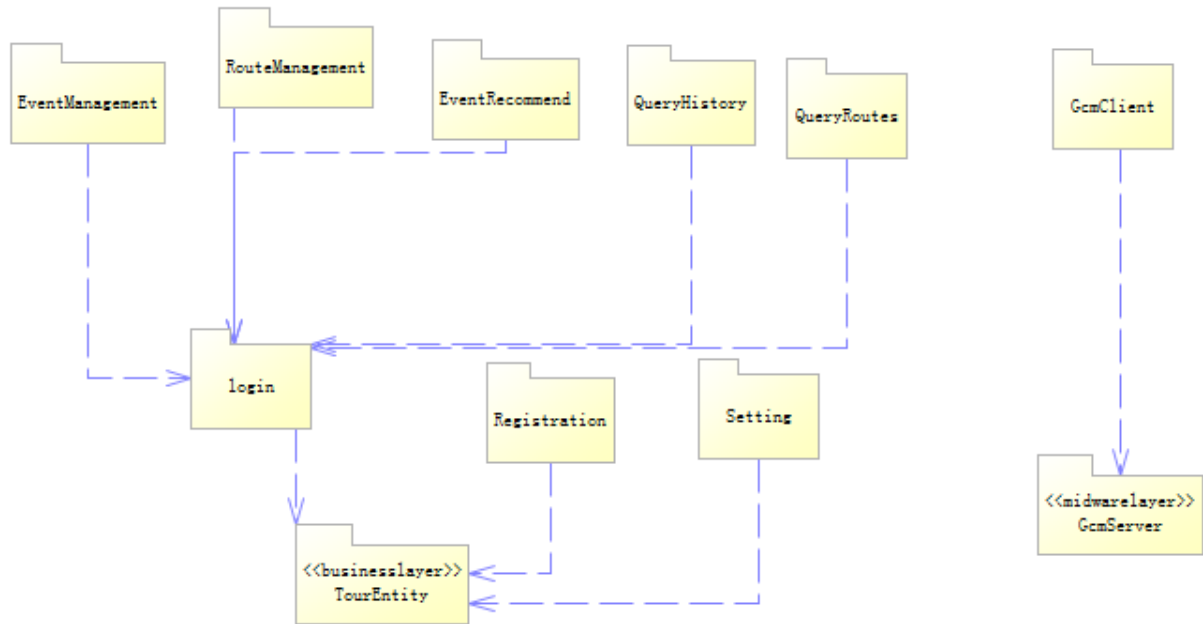 EventManagement
RouteManagement
EventRecommend
QueryHistory
QueryRoutes
GcmClient
login
Registration
Setting
<<midwarelayer>>
GcmServer
<<businesslayer>>
TourEntity